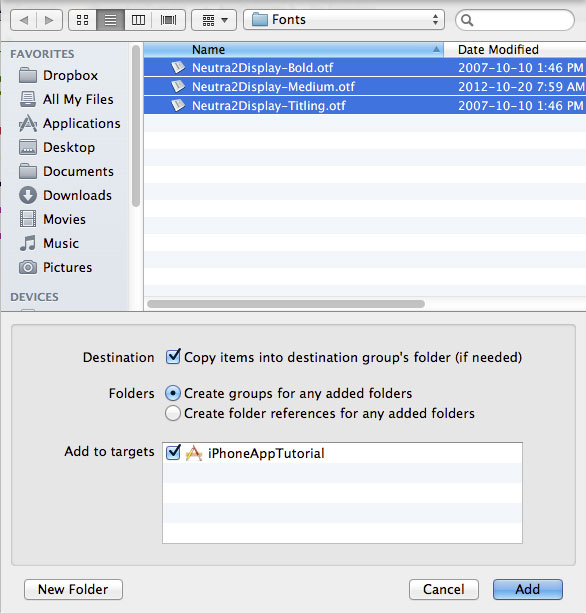 Fonts
FAVORITES
Dropbox
All My Files
Applications
Desktop
Documents
Downloads
Movies
Music
Pictures
DEVICES
Name Date Modified
Neutra2Display-Bold.otf 2007-10-10 1:46 PM
Neutra2Display-Medium.otf 2012-10-20 7:59 AM
Neutra2Display-Titling.otf 2007-10-10 1:46 PM
Destination Copy items into destination group's folder (if needed)
Folders Create groups for any added folders
Create folder references for any added folders
Add to targets iPhoneAppTutorial
New Folder Cancel Add